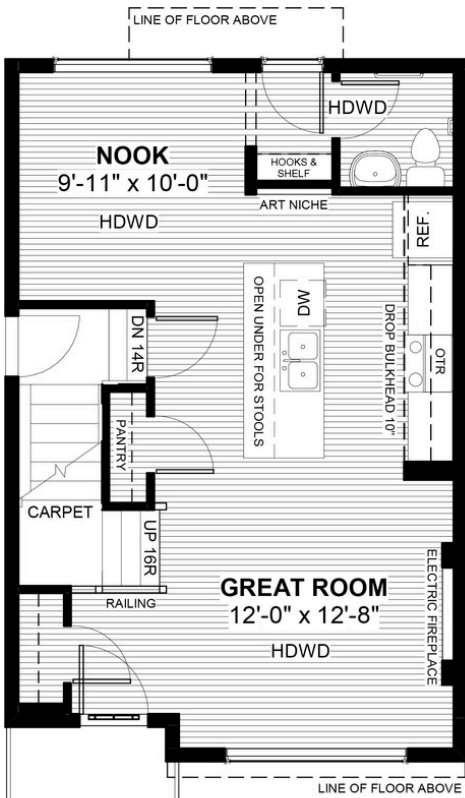 LINE OF FLOOR ABOVE
HDWD
NOOK
9'-11" x 10'-0"
HDWD
HOOKS &
SHELF
ART NICHE
REF.
OPEN UNDER FOR STOOLS
DW
DROP BULKHEAD 10"
OTR
DN 14R
PANTRY
CARPET
UP 16R
RAILING
GREAT ROOM
12'-0" x 12'-8"
HDWD
ELECTRIC FIREPLACE
LINE OF FLOOR ABOVE